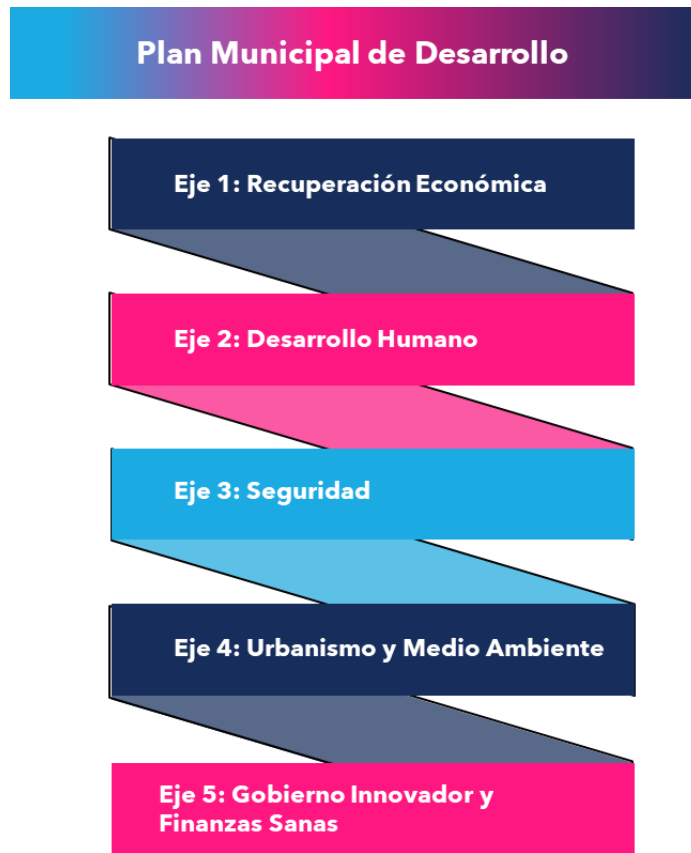 Plan Municipal de Desarrollo
Eje 1: Recuperación Económica
Eje 2: Desarrollo Humano
Eje 3: Seguridad
Eje 4: Urbanismo y Medio Ambiente
Eje 5: Gobierno Innovador y
Finanzas Sanas